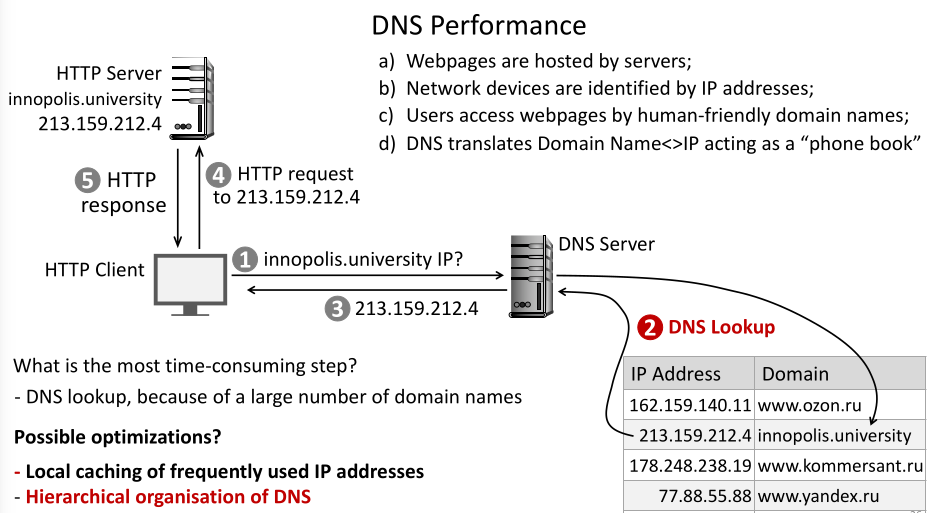 DNS Performance
a) Webpages are hosted by servers;
b) Network devices are identified by IP addresses;
c) Users access webpages by human-friendly domain names;
d) DNS translates Domain Name<>IP acting as a “phone book”
HTTP Server
innopolis.university
213.159.212.4
5 HTTP
response
4 HTTP request
to 213.159.212.4
HTTP Client
1 innopolis.university IP?
DNS Server
3 213.159.212.4
2 DNS Lookup
What is the most time-consuming step?
- DNS lookup, because of a large number of domain names
Possible optimizations?
- Local caching of frequently used IP addresses
- Hierarchical organisation of DNS
IP Address Domain
162.159.140.11 www.ozon.ru
213.159.212.4 innopolis.university
178.248.238.19 www.kommersant.ru
77.88.55.88 www.yandex.ru